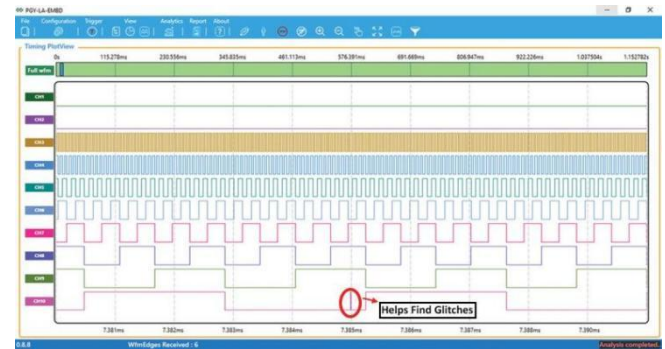 PGY-LA-EMBD
File Configuration Trigger View Analytics Report About
Timing PlotView
0s 115.278ms 230.556ms 345.835ms 461.113ms 576.391ms 691.669ms 806.947ms 922.226ms 1.037504s 1.152782s
Full wfm
CH1
CH2
CH3
CH4
CH5
CH6
CH7
CH8
CH9
CH10
Helps Find Glitches
7.381ms 7.382ms 7.383ms 7.384ms 7.385ms 7.386ms 7.387ms 7.388ms 7.390ms
0.8.8 WfmEdges Received : 6 Analysis completed..